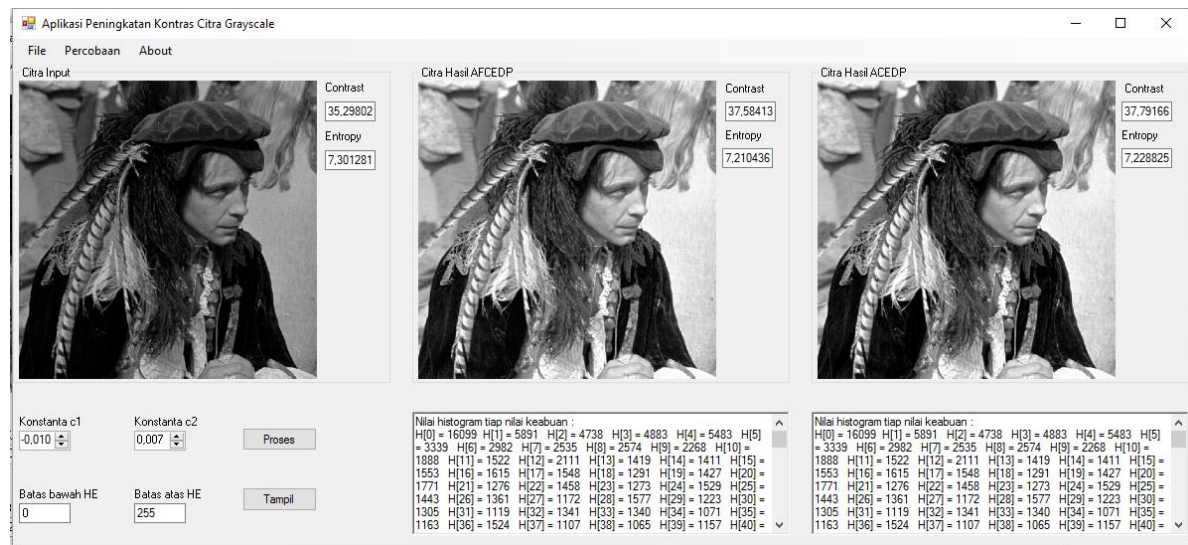 Aplikasi Peningkatan Kontras Citra Grayscale
File Percobaan About
Citra Input
Contrast
35,29802
Entropy
7,301281
Citra Hasil AFCEDP
Contrast
37,58413
Entropy
7,210436
Citra Hasil ACEDP
Contrast
37,79166
Entropy
7,228825
Konstanta c1
-0,010
Konstanta c2
0,007
Proses
Batas bawah HE
0
Batas atas HE
255
Tampil
Nilai histogram tiap nilai keabuan :
H[0] = 16099 H[1] = 5891 H[2] = 4738 H[3] = 4883 H[4] = 5483 H[5]
= 3339 H[6] = 2982 H[7] = 2535 H[8] = 2574 H[9] = 2268 H[10] =
1888 H[11] = 1522 H[12] = 2111 H[13] = 1419 H[14] = 1411 H[15] =
1553 H[16] = 1615 H[17] = 1548 H[18] = 1291 H[19] = 1427 H[20] =
1771 H[21] = 1276 H[22] = 1458 H[23] = 1273 H[24] = 1529 H[25] =
1443 H[26] = 1361 H[27] = 1172 H[28] = 1577 H[29] = 1223 H[30] =
1305 H[31] = 1119 H[32] = 1341 H[33] = 1340 H[34] = 1071 H[35] =
1163 H[36] = 1524 H[37] = 1107 H[38] = 1065 H[39] = 1157 H[40] =
Nilai histogram tiap nilai keabuan :
H[0] = 16099 H[1] = 5891 H[2] = 4738 H[3] = 4883 H[4] = 5483 H[5]
= 3339 H[6] = 2982 H[7] = 2535 H[8] = 2574 H[9] = 2268 H[10] =
1888 H[11] = 1522 H[12] = 2111 H[13] = 1419 H[14] = 1411 H[15] =
1553 H[16] = 1615 H[17] = 1548 H[18] = 1291 H[19] = 1427 H[20] =
1771 H[21] = 1276 H[22] = 1458 H[23] = 1273 H[24] = 1529 H[25] =
1443 H[26] = 1361 H[27] = 1172 H[28] = 1577 H[29] = 1223 H[30] =
1305 H[31] = 1119 H[32] = 1341 H[33] = 1340 H[34] = 1071 H[35] =
1163 H[36] = 1524 H[37] = 1107 H[38] = 1065 H[39] = 1157 H[40] =